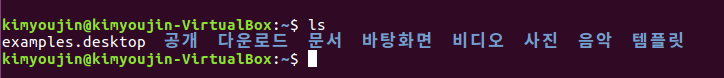 kimyoujin@kimyoujin-VirtualBox:~$ ls
examples.desktop  공개  다운로드  문서  바탕화면  비디오  사진  음악  템플릿
kimyoujin@kimyoujin-VirtualBox:~$